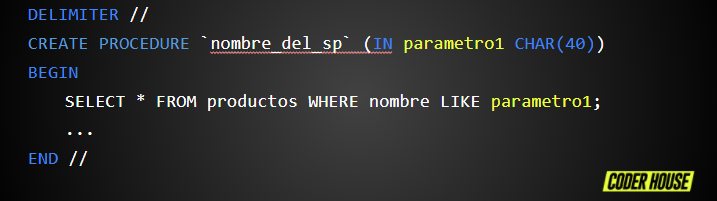 DELIMITER //
CREATE PROCEDURE `nombre_del_sp` (IN parametro1 CHAR(40))
BEGIN
SELECT * FROM productos WHERE nombre LIKE parametro1;
...
END //
CODER HOUSE